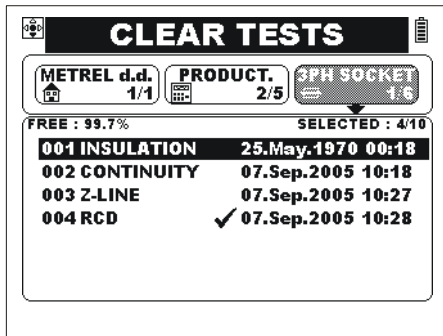 CLEAR TESTS
METREL d.d. PRODUCT. 3PH SOCKET
1/1 2/5 1/6
FREE : 99.7% SELECTED : 4/10
001 INSULATION 25.May.1970 00:18
002 CONTINUITY 07.Sep.2005 10:18
003 Z-LINE 07.Sep.2005 10:27
004 RCD 07.Sep.2005 10:28